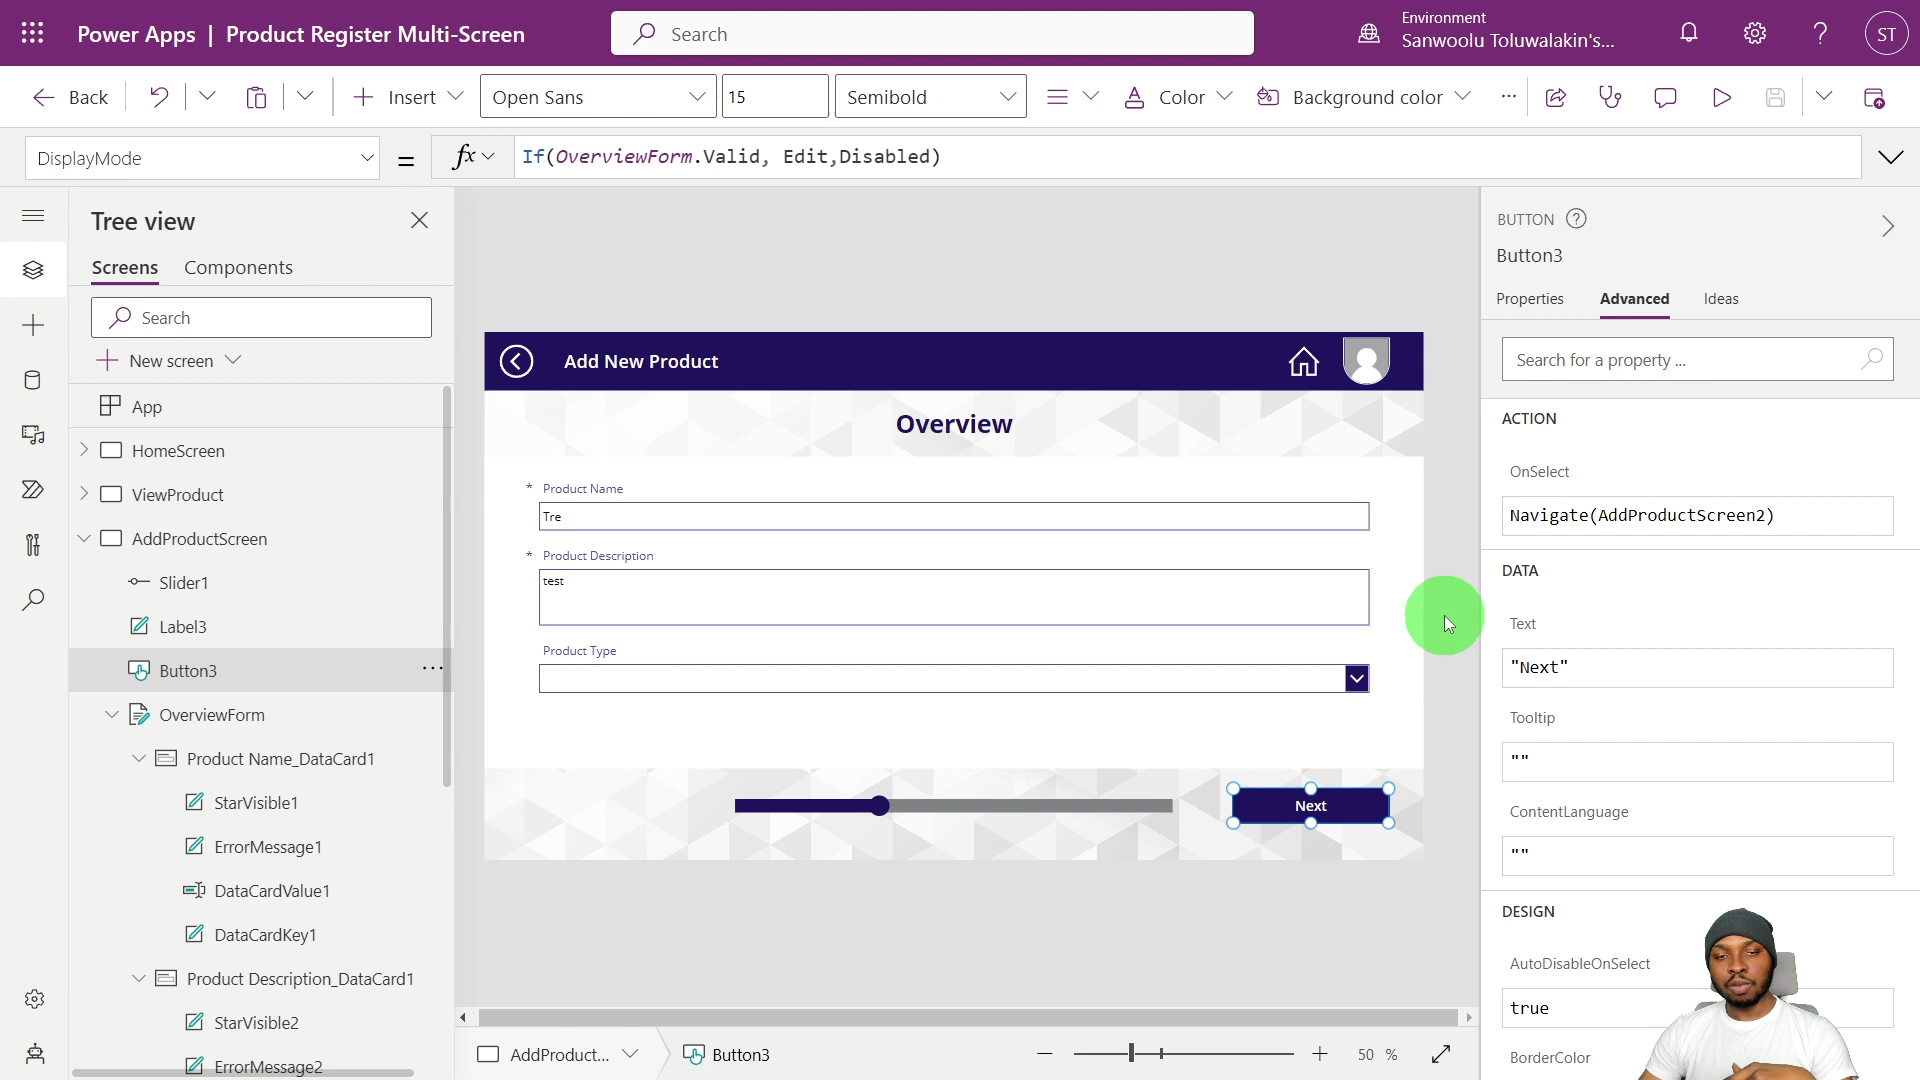 Power Apps | Product Register Multi-Screen
Search
Environment
Sanwoolu Toluwalakin's...
ST
Back
Insert
Open Sans
15
Semibold
Color
Background color
DisplayMode
=
fx
If(OverviewForm.Valid, Edit,Disabled)
Tree view
Screens
Components
Search
New screen
App
HomeScreen
ViewProduct
AddProductScreen
Slider1
Label3
Button3
OverviewForm
Product Name_DataCard1
StarVisible1
ErrorMessage1
DataCardValue1
DataCardKey1
Product Description_DataCard1
StarVisible2
ErrorMessage2
Add New Product
Overview
* Product Name
Tre
* Product Description
test
Product Type
Next
AddProduct...
Button3
50 %
BUTTON
Button3
Properties
Advanced
Ideas
Search for a property ...
ACTION
OnSelect
Navigate(AddProductScreen2)
DATA
Text
"Next"
Tooltip
""
ContentLanguage
""
DESIGN
AutoDisableOnSelect
true
BorderColor